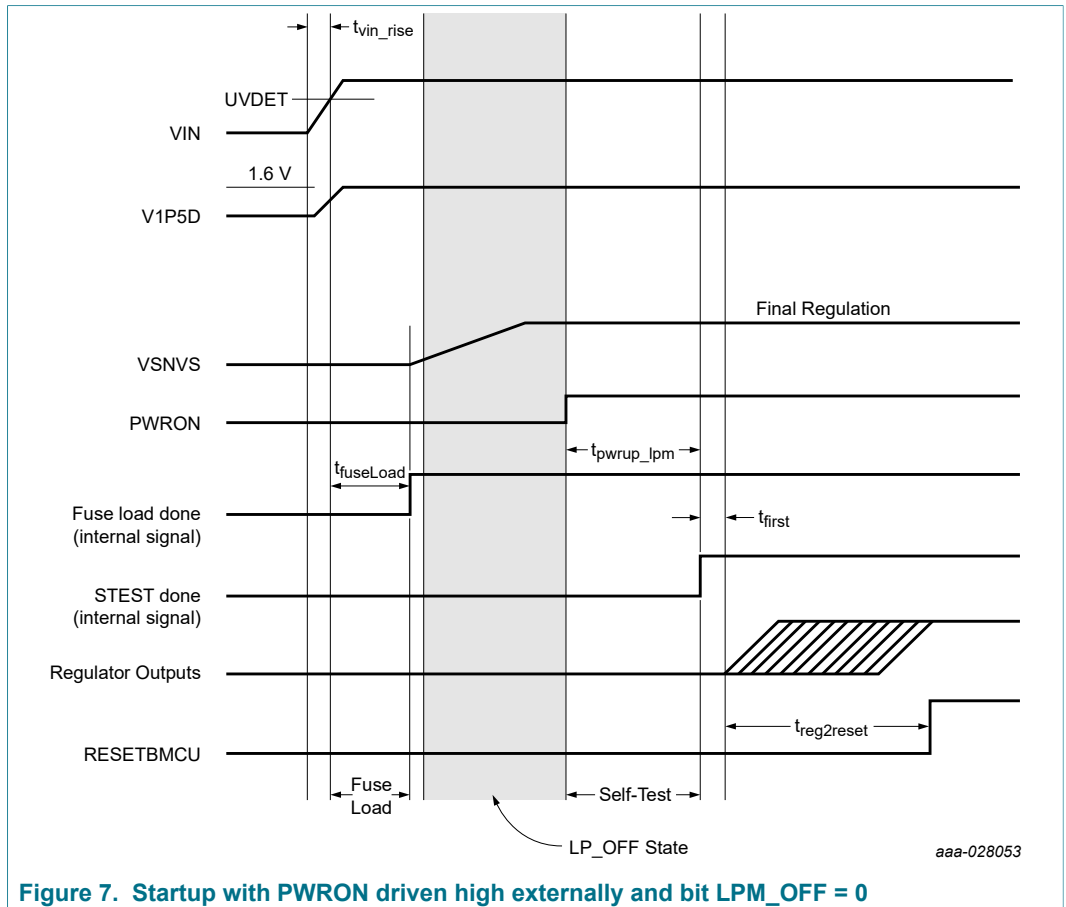 tvin_rise
UVDET
VIN
1.6 V
V1P5D
Final Regulation
VSNVS
PWRON
tpwrup_lpm
tfuseLoad
Fuse load done
(internal signal)
tfirst
STEST done
(internal signal)
Regulator Outputs
treg2reset
RESETBMCU
Fuse
Load
Self-Test
LP_OFF State
aaa-028053
Figure 7. Startup with PWRON driven high externally and bit LPM_OFF = 0